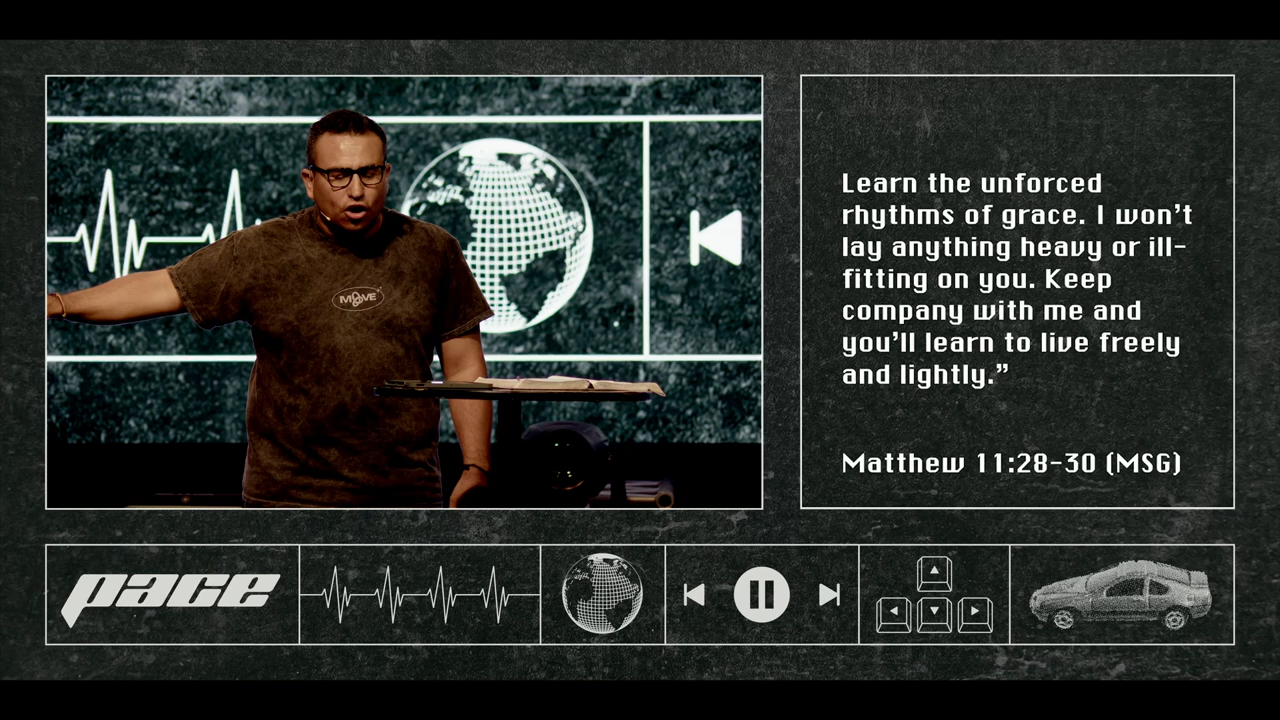 MOVE
Learn the unforced
rhythms of grace. I won’t
lay anything heavy or ill-
fitting on you. Keep
company with me and
you’ll learn to live freely
and lightly.”
Matthew 11:28-30 (MSG)
pace